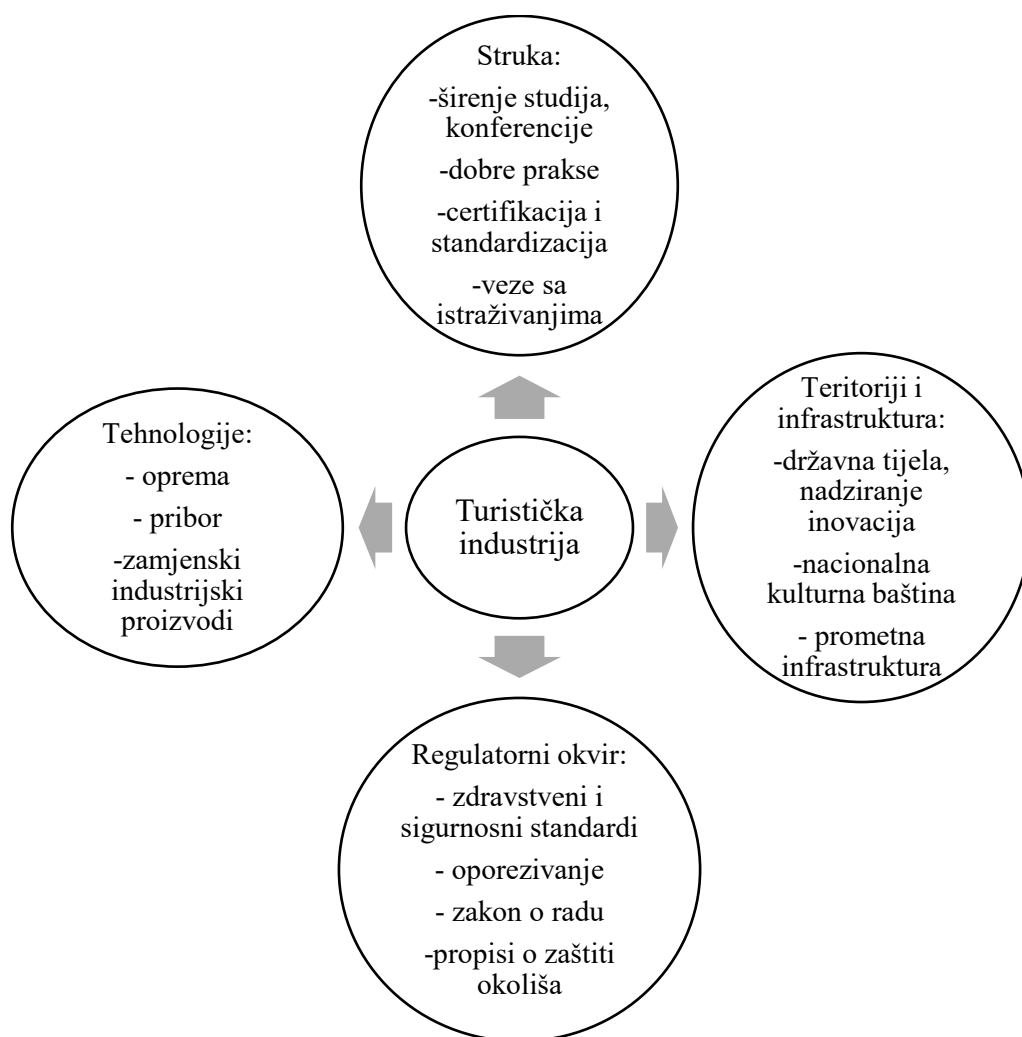 Struka:
-širenje studija,
konferencije
-dobre prakse
-certifikacija i
standardizacija
-veze sa
istraživanjima
Tehnologije:
- oprema
- pribor
-zamjenski
industrijski
proizvodi
Turistička
industrija
Teritoriji i
infrastruktura:
-državna tijela,
nadziranje
inovacija
-nacionalna
kulturna baština
- prometna
infrastruktura
Regulatorni okvir:
- zdravstveni i
sigurnosni standardi
- oporezivanje
- zakon o radu
-propisi o zaštiti
okoliša